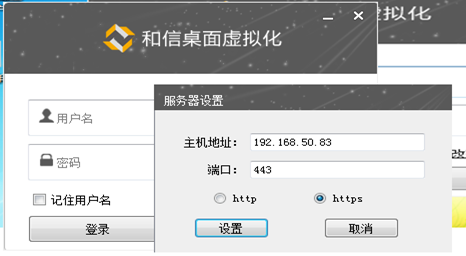 和信桌面虚拟化
拟化
用户名
密码
记住用户名
登录
服务器设置
主机地址: 192.168.50.83
端口: 443
http https
设置 取消
改